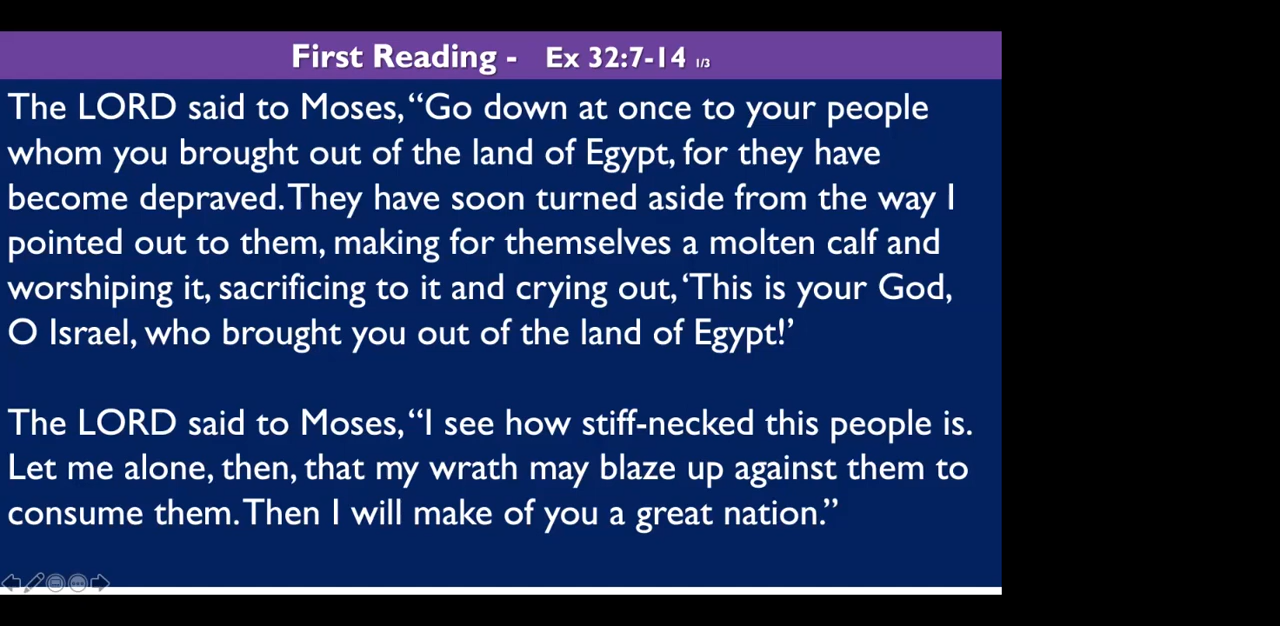 First Reading - Ex 32:7-14 1/3
The LORD said to Moses, “Go down at once to your people
whom you brought out of the land of Egypt, for they have
become depraved. They have soon turned aside from the way I
pointed out to them, making for themselves a molten calf and
worshiping it, sacrificing to it and crying out, ‘This is your God,
O Israel, who brought you out of the land of Egypt!’
The LORD said to Moses, “I see how stiff-necked this people is.
Let me alone, then, that my wrath may blaze up against them to
consume them. Then I will make of you a great nation.”